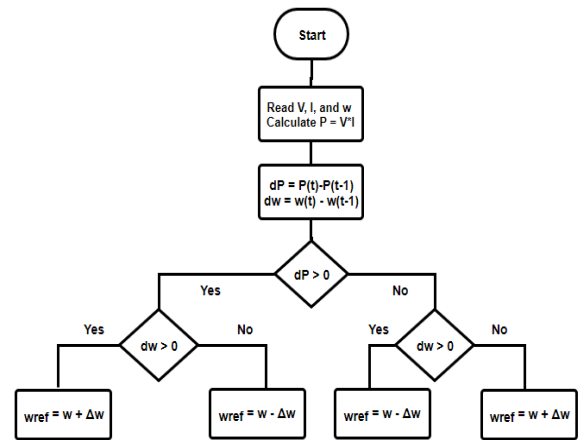 Start
Read V, I, and w
Calculate P = V*I
dP = P(t)-P(t-1)
dw = w(t) - w(t-1)
dP > 0
Yes
No
Yes
dw > 0
No
Yes
dw > 0
No
wref = w + Δw
wref = w - Δw
wref = w - Δw
wref = w + Δw